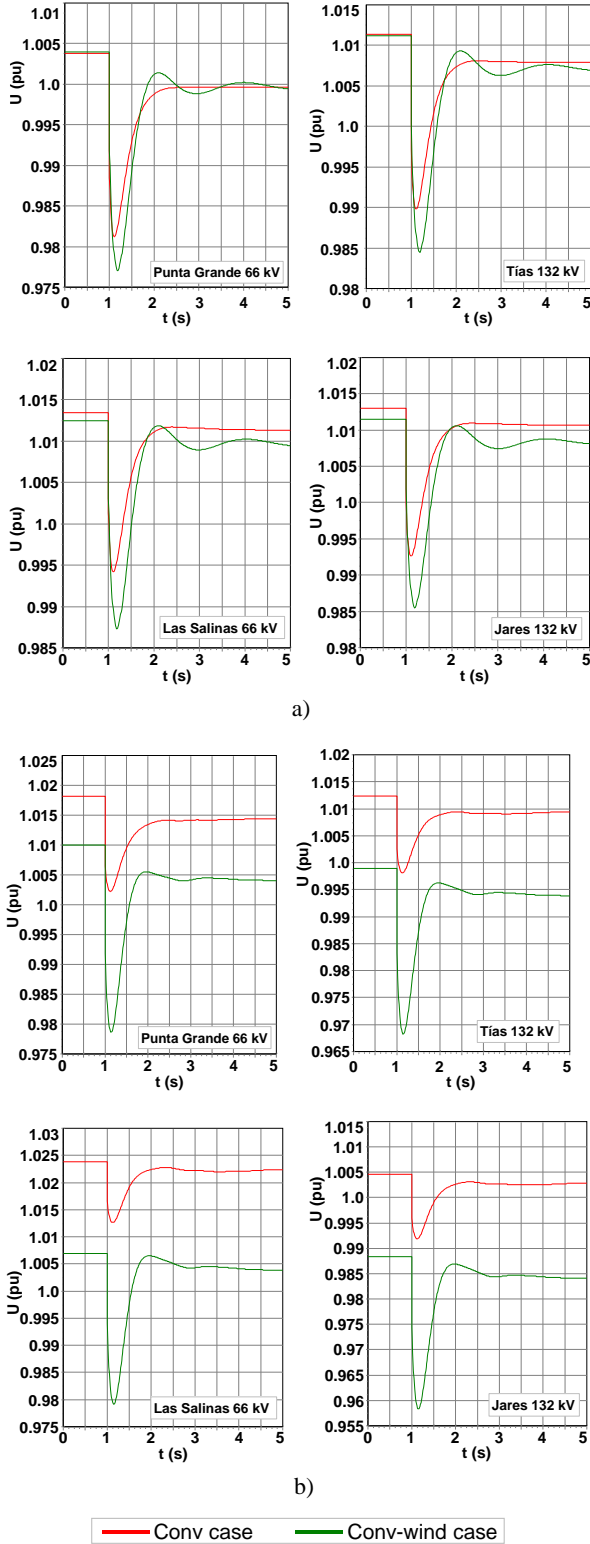 1.01
1.005
1.0
0.995
0.99
0.985
0.98
0.975
U (pu)
Punta Grande 66 kV
0 1 2 3 4 5
t (s)
1.015
1.01
1.005
1.0
0.995
0.99
0.985
0.98
U (pu)
Tías 132 kV
0 1 2 3 4 5
t (s)
1.02
1.015
1.01
1.005
1.0
0.995
0.99
0.985
U (pu)
Las Salinas 66 kV
0 1 2 3 4 5
t (s)
1.02
1.015
1.01
1.005
1.0
0.995
0.99
0.985
0.98
U (pu)
Jares 132 kV
0 1 2 3 4 5
t (s)
a)
1.025
1.02
1.015
1.01
1.005
1.0
0.995
0.99
0.985
0.98
0.975
U (pu)
Punta Grande 66 kV
0 1 2 3 4 5
t (s)
1.02
1.015
1.01
1.005
1.0
0.995
0.99
0.985
0.98
0.975
0.97
0.965
U (pu)
Tías 132 kV
0 1 2 3 4 5
t (s)
1.03
1.025
1.02
1.015
1.01
1.005
1.0
0.995
0.99
0.985
0.98
0.975
U (pu)
Las Salinas 66 kV
0 1 2 3 4 5
t (s)
1.015
1.01
1.005
1.0
0.995
0.99
0.985
0.98
0.975
0.97
0.965
0.96
0.955
U (pu)
Jares 132 kV
0 1 2 3 4 5
t (s)
b)
Conv case Conv-wind case